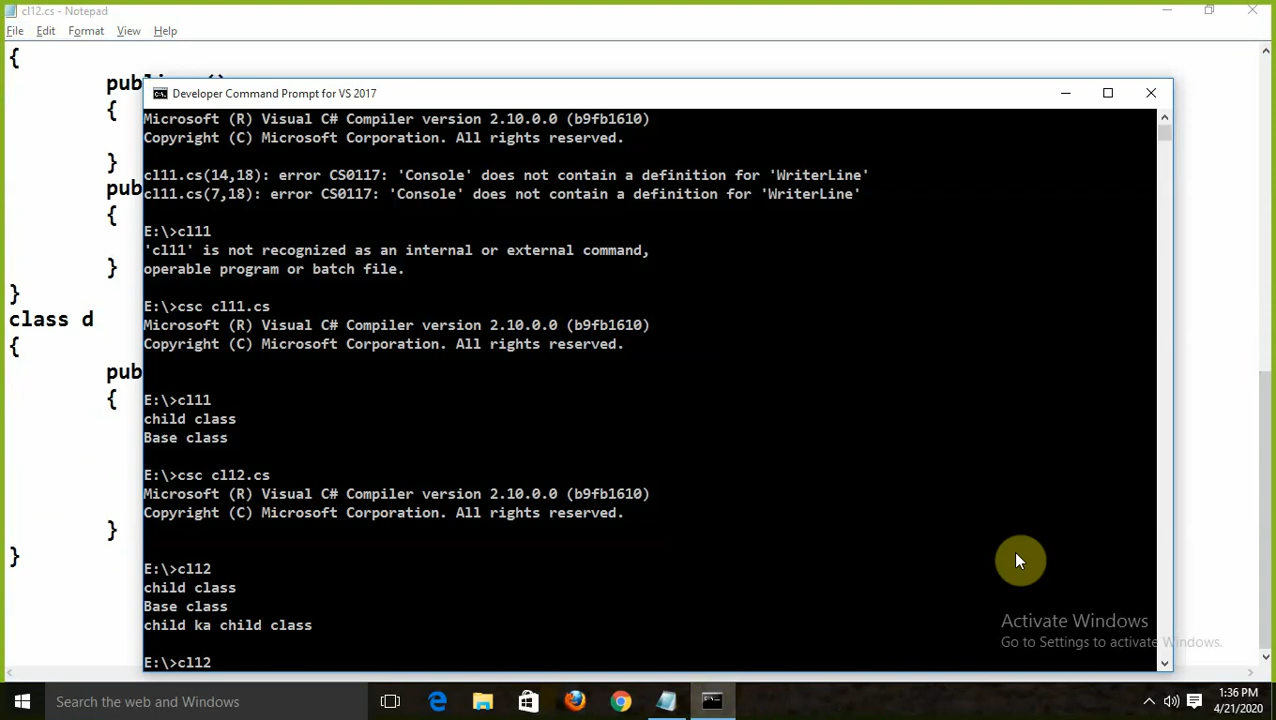 cl12.cs - Notepad
File Edit Format View Help
{
pub
{
}
pub
{
}
}
class d
{
pub
{
}
}
Developer Command Prompt for VS 2017
Microsoft (R) Visual C# Compiler version 2.10.0.0 (b9fb1610)
Copyright (C) Microsoft Corporation. All rights reserved.
cl11.cs(14,18): error CS0117: 'Console' does not contain a definition for 'WriterLine'
cl11.cs(7,18): error CS0117: 'Console' does not contain a definition for 'WriterLine'
E:\>cl11
'cl11' is not recognized as an internal or external command,
operable program or batch file.
E:\>csc cl11.cs
Microsoft (R) Visual C# Compiler version 2.10.0.0 (b9fb1610)
Copyright (C) Microsoft Corporation. All rights reserved.
E:\>cl11
child class
Base class
E:\>csc cl12.cs
Microsoft (R) Visual C# Compiler version 2.10.0.0 (b9fb1610)
Copyright (C) Microsoft Corporation. All rights reserved.
E:\>cl12
child class
Base class
child ka child class
E:\>cl12
Activate Windows
Go to Settings to activate Windows.
Search the web and Windows
1:36 PM
4/21/2020